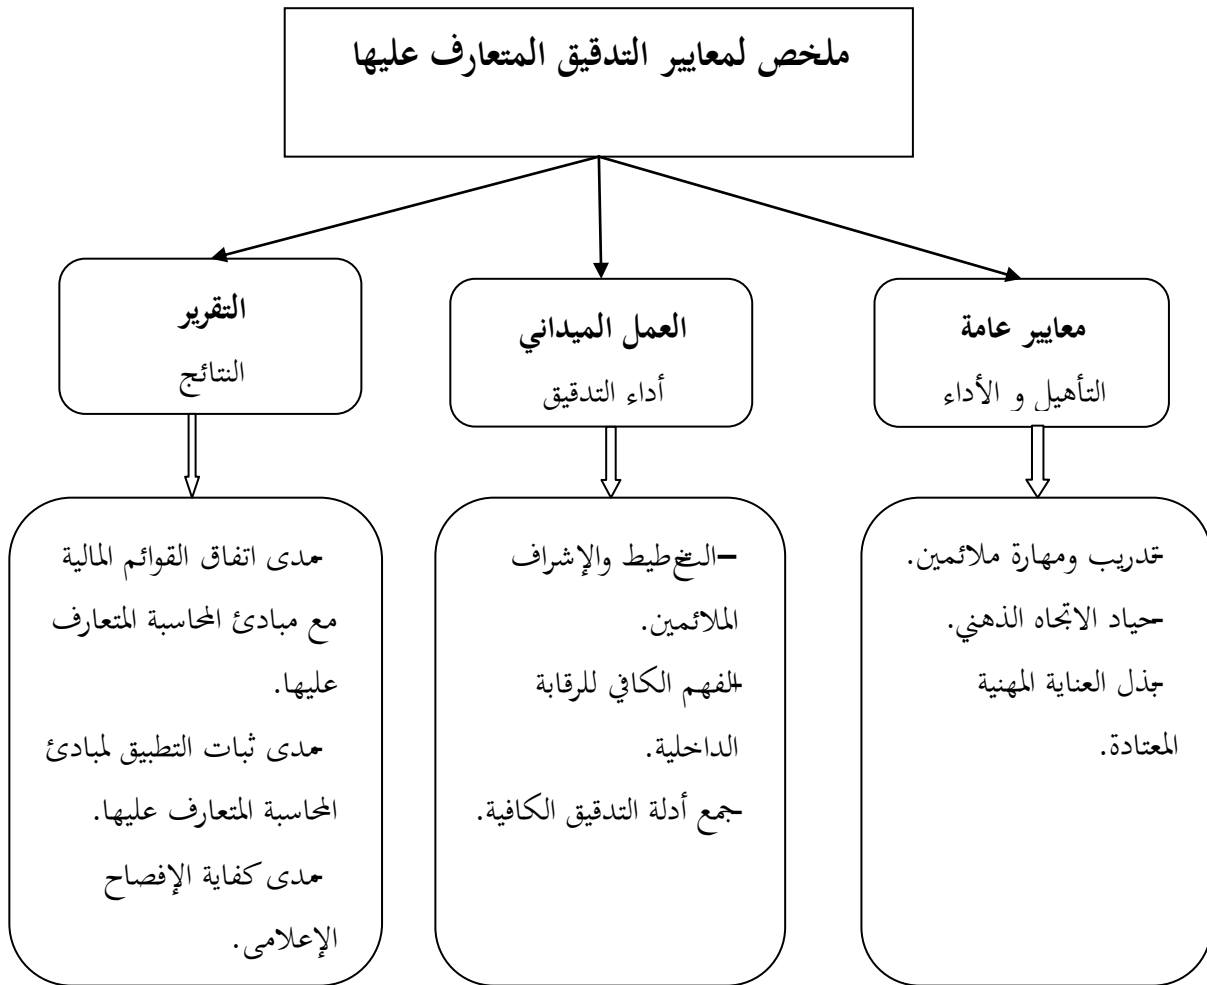 ملخص لمعايير التدقيق المتعارف عليها
معايير عامة
التأهيل و الأداء
العمل الميداني
أداء التدقيق
التقرير
النتائج
-تدريب ومهارة ملائمين.
-حياد الاتجاه الذهني.
-بذل العناية المهنية
المعتادة.
-التخطيط والإشراف
الملائمين.
-الفهم الكافي للرقابة
الداخلية.
-جمع أدلة التدقيق الكافية.
-مدى اتفاق القوائم المالية
مع مبادئ المحاسبة المتعارف
عليها.
-مدى ثبات التطبيق لمبادئ
المحاسبة المتعارف عليها.
-مدى كفاية الإفصاح
الإعلامى.